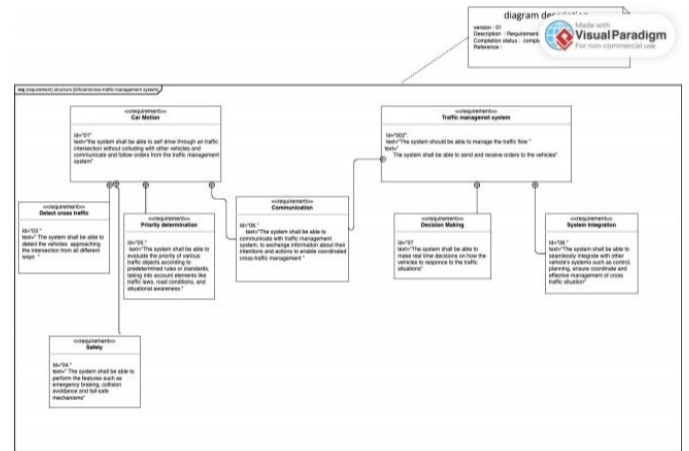 diagram description
version : 01
Description : Requirement
Completion status : comple
Reference :
Made with
Visual Paradigm
For non-commercial use
req [requirement] structure [Efficientcross-traffic management system]
«requirement»
Car Motion
Id="01"
text="the system shall be able to self drive through an traffic
intersection without colluding with other vehicles and
communicate and follow orders from the traffic management
system"
«requirement»
Traffic managemet system
Id="002".
text="The system should be able to manage the traffic flow "
text="
The system shall be able to send and receive orders to the vehicles"
«requirement»
Detect cross traffic
Id="03 "
text=" The system shall be able to
detect the vehicles approaching
the intersection from all different
ways "
«requirement»
Priority determination
Id="05."
text="The system shall be able to
evaluate the priority of various
traffic objects according to
predetermined rules or standards,
taking into account elements like
traffic laws, road conditions, and
situational awareness."
«requirement»
Communication
Id="06."
text="The system shall be able to
communicate with traffic management
system, to exchange information about their
intentions and actions to enable coordinated
cross-traffic management "
«requirement»
Decision Making
Id="07
text="The system shall be able to
make real time decisions on how the
vehicles to response to the traffic
situations"
«requirement»
System Integration
Id="08."
text="The system shall be able to
seamlessly integrate with other
vehicle's systems such as control,
planning, ensure coordinate and
effective management of cross
traffic situation"
«requirement»
Safety
Id="04."
text=" The system shall be able to
perform the features such as
emergency braking, collision
avoidance and fail-safe
mechanisms"